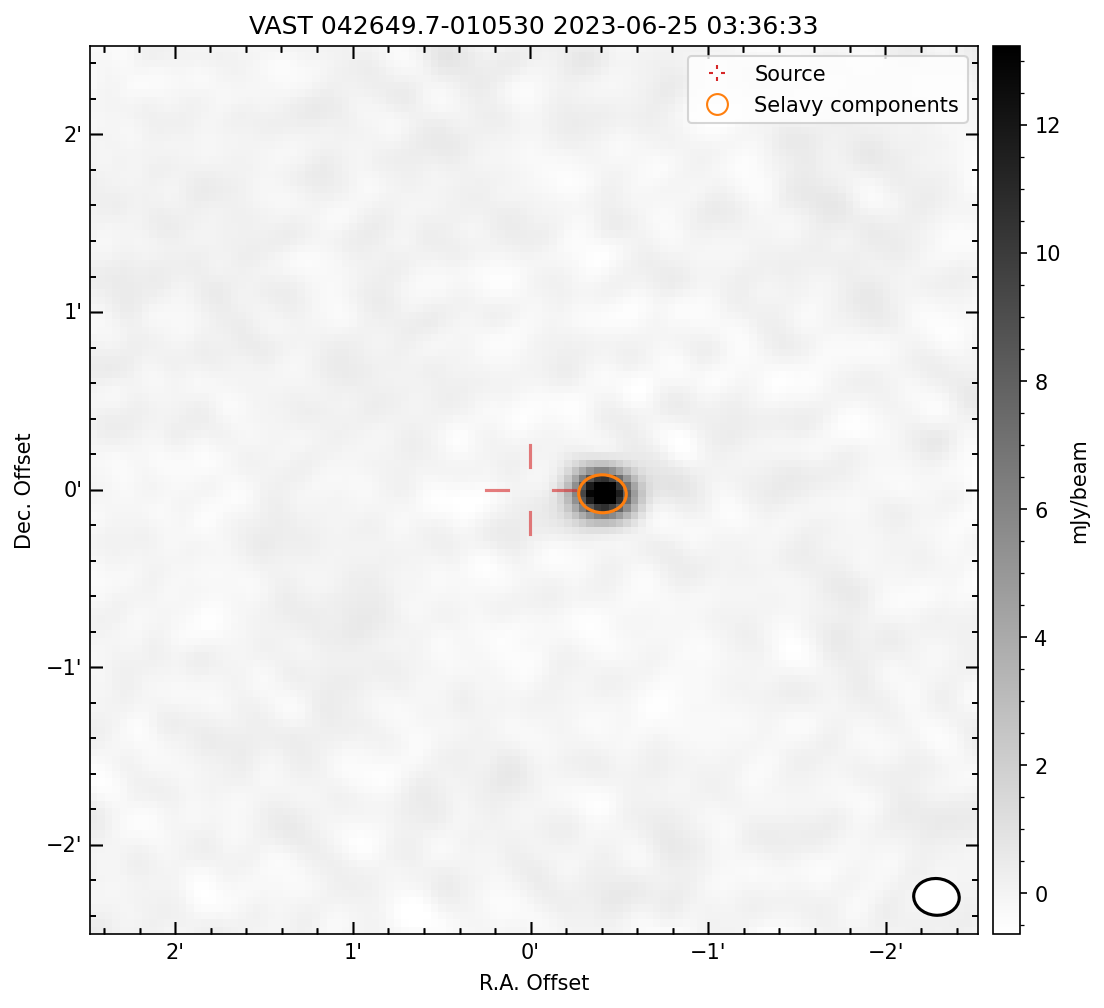 VAST 042649.7-010530 2023-06-25 03:36:33
Source
Selavy components
2'
1'
0'
−1'
−2'
Dec. Offset
2'
1'
0'
−1'
−2'
R.A. Offset
12
10
8
6
4
2
0
mJy/beam